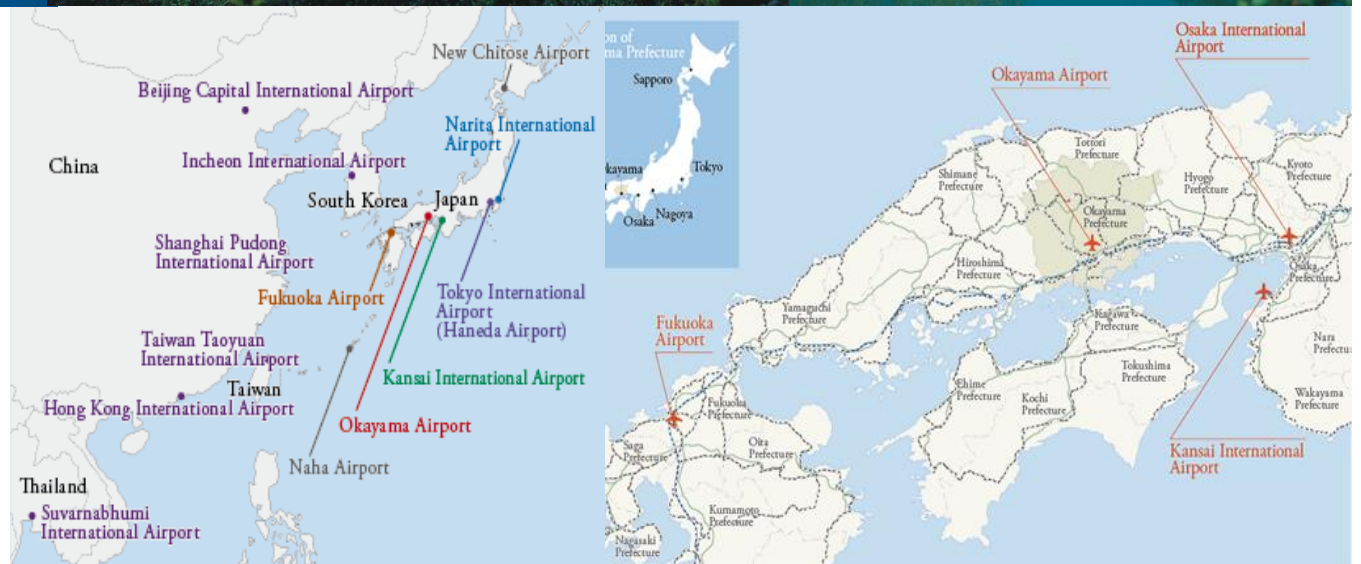 New Chitose Airport
Beijing Capital International Airport
Narita International
Airport
China
Incheon International Airport
South Korea
Japan
Shanghai Pudong
International Airport
Fukuoka Airport
Tokyo International
Airport
(Haneda Airport)
Taiwan Taoyuan
International Airport
Kansai International Airport
Taiwan
Hong Kong International Airport
Okayama Airport
Naha Airport
Thailand
Suvarnabhumi
International Airport
on of
ma Prefecture
Sapporo
kayama
Tokyo
Osaka
Nagoya
Osaka International
Airport
Okayama Airport
Tottori
Prefecture
Shimane
Prefecture
Hyogo
Prefecture
Kyoto
Prefecture
Okayama
Prefecture
Hiroshima
Prefecture
Osaka
Prefecture
Yamaguchi
Prefecture
Kagawa
Prefecture
Fukuoka
Airport
Nara
Prefectu
Tokushima
Prefecture
Ehime
Prefecture
Kochi
Prefecture
Wakayama
Prefecture
Fukuoka
Prefecture
Saga
Prefecture
Oita
Prefecture
Kansai International
Airport
Kumamoto
Prefecture
Nagasaki
Prefecture